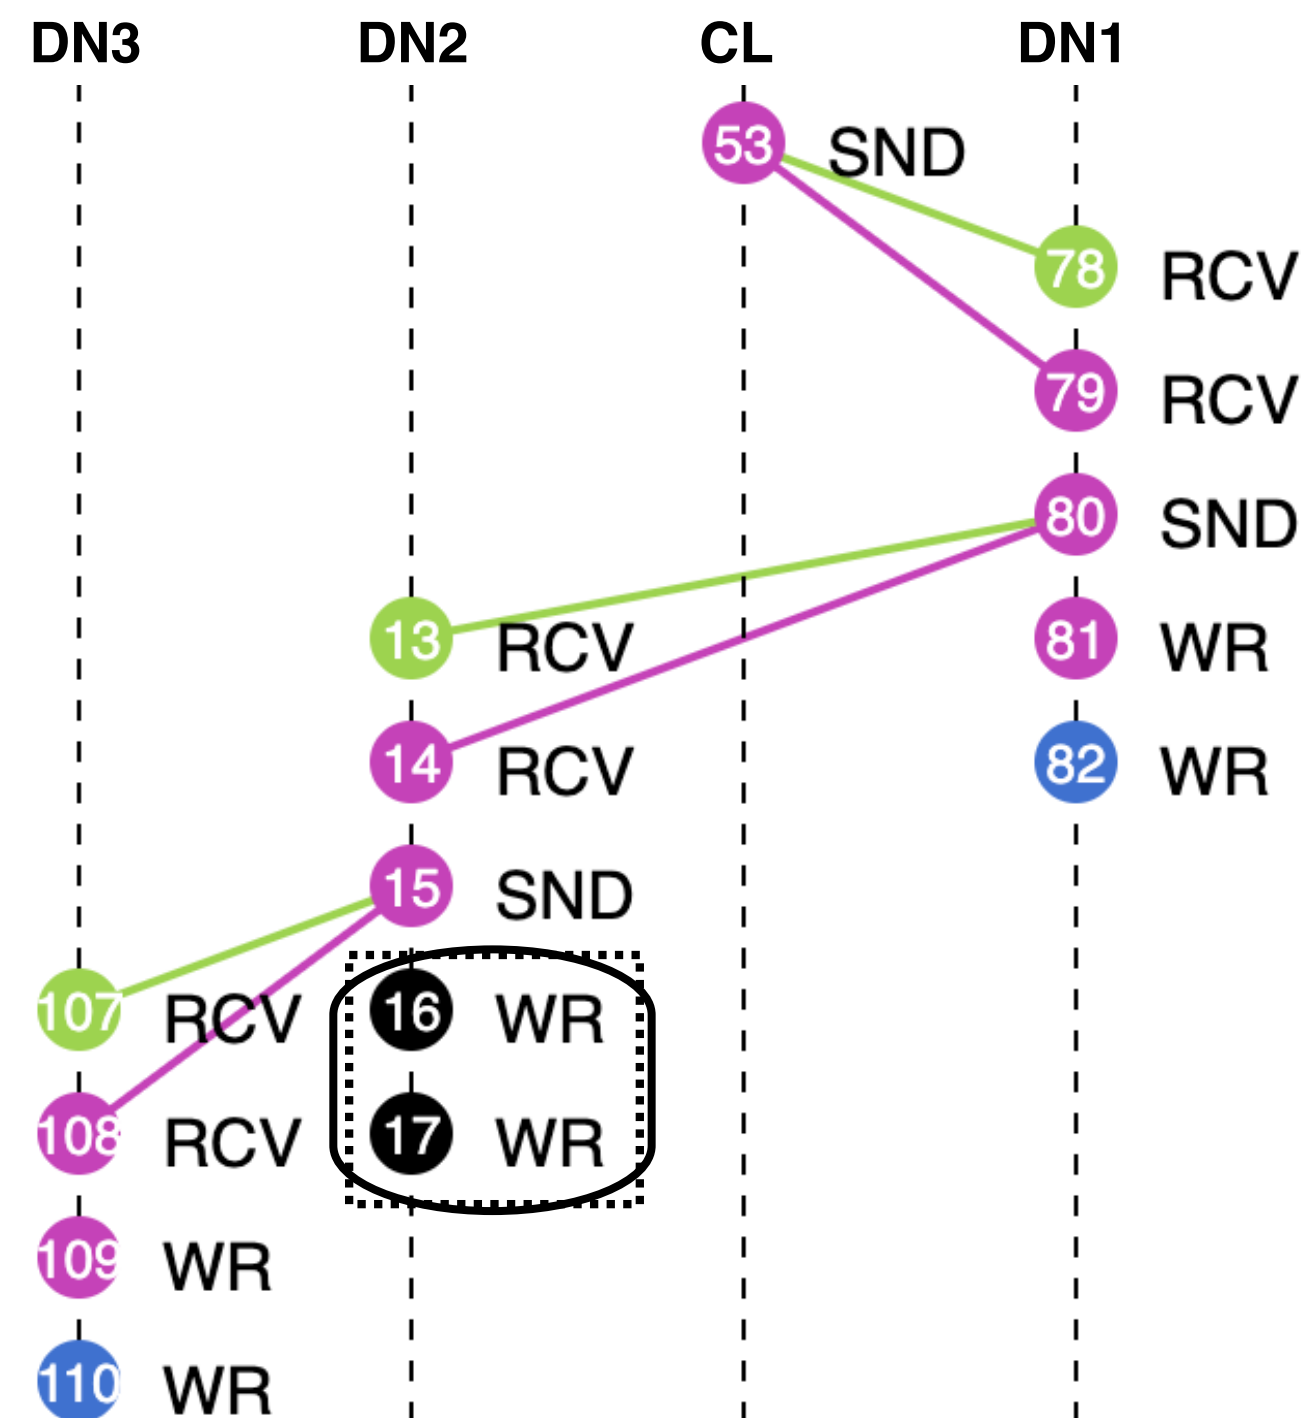 DN3 DN2 CL DN1
53 SND
78 RCV
79 RCV
80 SND
13 RCV 81 WR
14 RCV 82 WR
15 SND
107 RCV 16 WR
108 RCV 17 WR
109 WR
110 WR